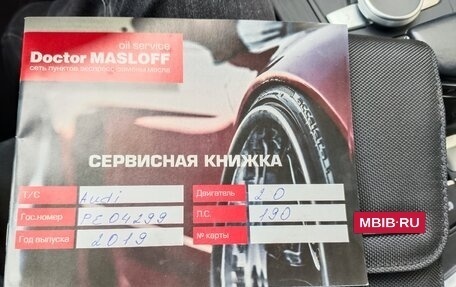 oil service
Doctor MASLOFF
сеть пунктов экспресс замены масла
СЕРВИСНАЯ КНИЖКА
Т/С Audi Двигатель 2.0
Гос.номер РЕ04299 Л.С. 190
Год выпуска 2019 № карты
MBIB.RU